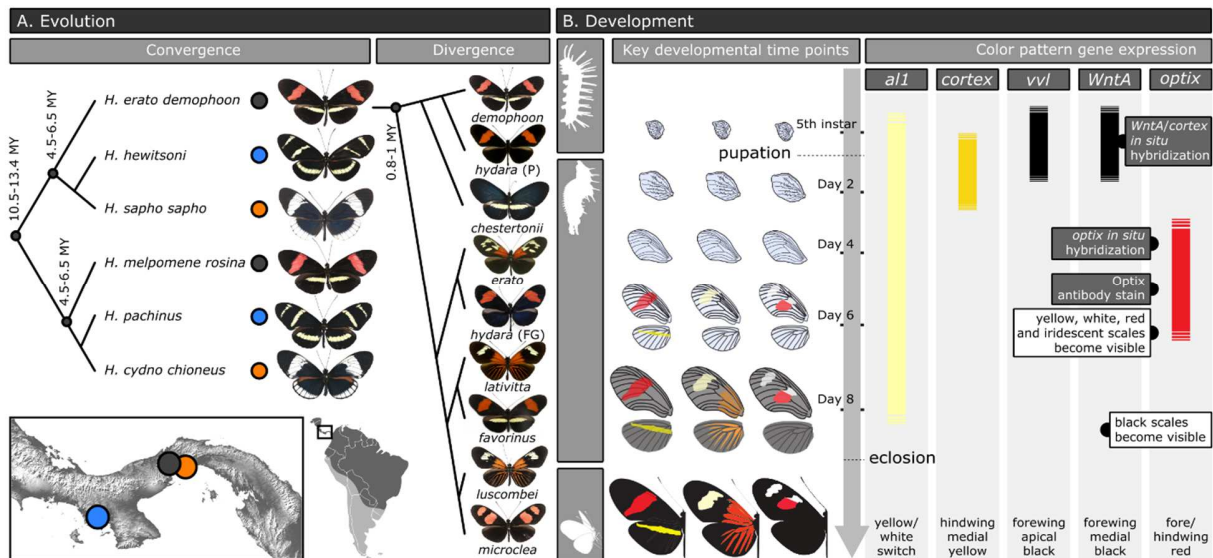 A. Evolution
Convergence
Divergence
10.5-13.4 MY
4.5-6.5 MY
4.5-6.5 MY
H. erato demophoon
H. hewitsoni
H. sapho sapho
H. melpomene rosina
H. pachinus
H. cydno chioneus
0.8-1 MY
demophoon
hydara (P)
chestertonii
erato
hydara (FG)
lativitta
favorinus
luscombei
microclea
B. Development
Key developmental time points
Color pattern gene expression
al1
cortex
vvl
WntA
optix
5th instar
pupation
Day 2
Day 4
Day 6
Day 8
eclosion
WntA/cortex
in situ
hybridization
optix in situ
hybridization
Optix
antibody stain
yellow, white, red
and iridescent scales
become visible
black scales
become visible
yellow/
white
switch
hindwing
medial
yellow
forewing
apical
black
forewing
medial
black
fore/
hindwing
red